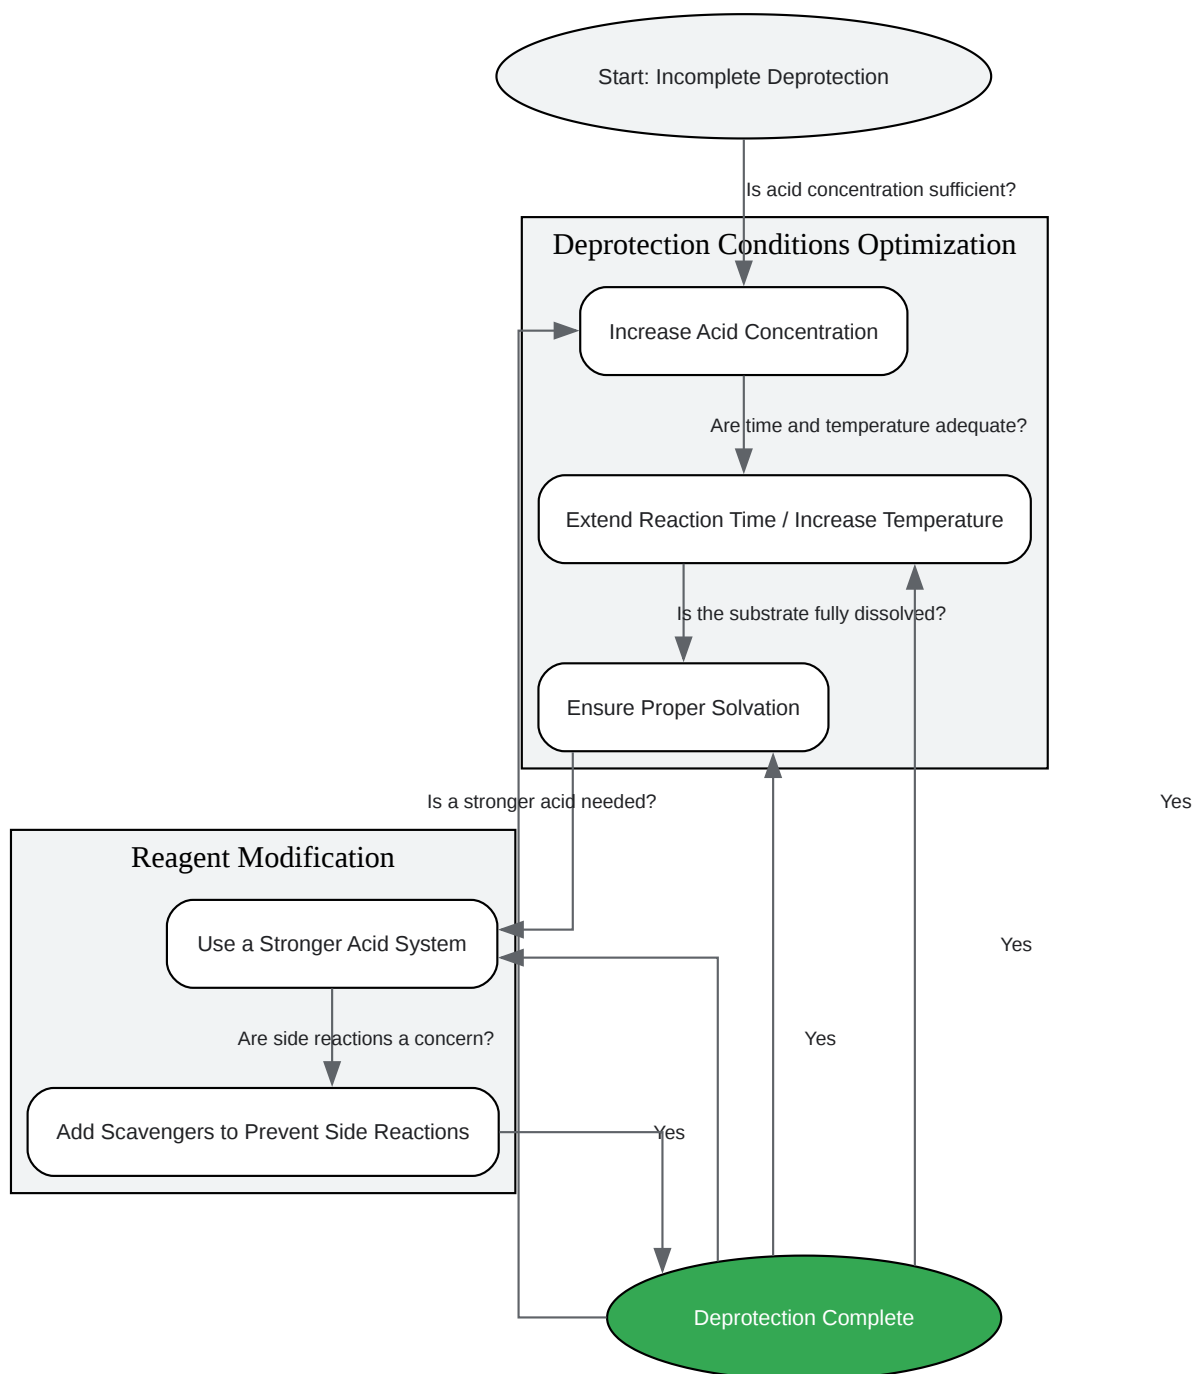 Start: Incomplete Deprotection
Is acid concentration sufficient?
Deprotection Conditions Optimization
Increase Acid Concentration
Are time and temperature adequate?
Extend Reaction Time / Increase Temperature
Is the substrate fully dissolved?
Ensure Proper Solvation
Is a stronger acid needed?
Yes
Reagent Modification
Use a Stronger Acid System
Yes
Are side reactions a concern?
Yes
Add Scavengers to Prevent Side Reactions
Yes
Deprotection Complete